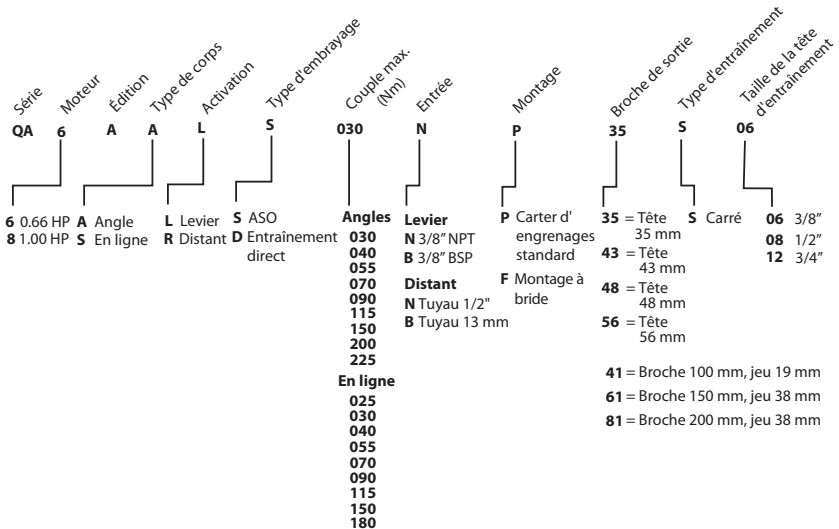 Série
Moteur
Édition
Type de corps
Activation
Type d'embrayage
Couple max.
(Nm)
Entrée
Montage
Broche de sortie
Type d'entraînement
Taille de la tête
d'entraînement
QA 6 A A L S 030 N P 35 S 06
6 0.66 HP
8 1.00 HP
A Angle
S En ligne
L Levier
R Distant
S ASO
D Entraînement
direct
Angles
030
040
055
070
090
115
150
200
225
En ligne
025
030
040
055
070
090
115
150
180
Levier
N 3/8” NPT
B 3/8” BSP
Distant
N Tuyau 1/2"
B Tuyau 13 mm
P Carter d'
engrenages
standard
F Montage à
bride
35 = Tête
35 mm
43 = Tête
43 mm
48 = Tête
48 mm
56 = Tête
56 mm
41 = Broche 100 mm, jeu 19 mm
61 = Broche 150 mm, jeu 38 mm
81 = Broche 200 mm, jeu 38 mm
S Carré
06 3/8”
08 1/2”
12 3/4”